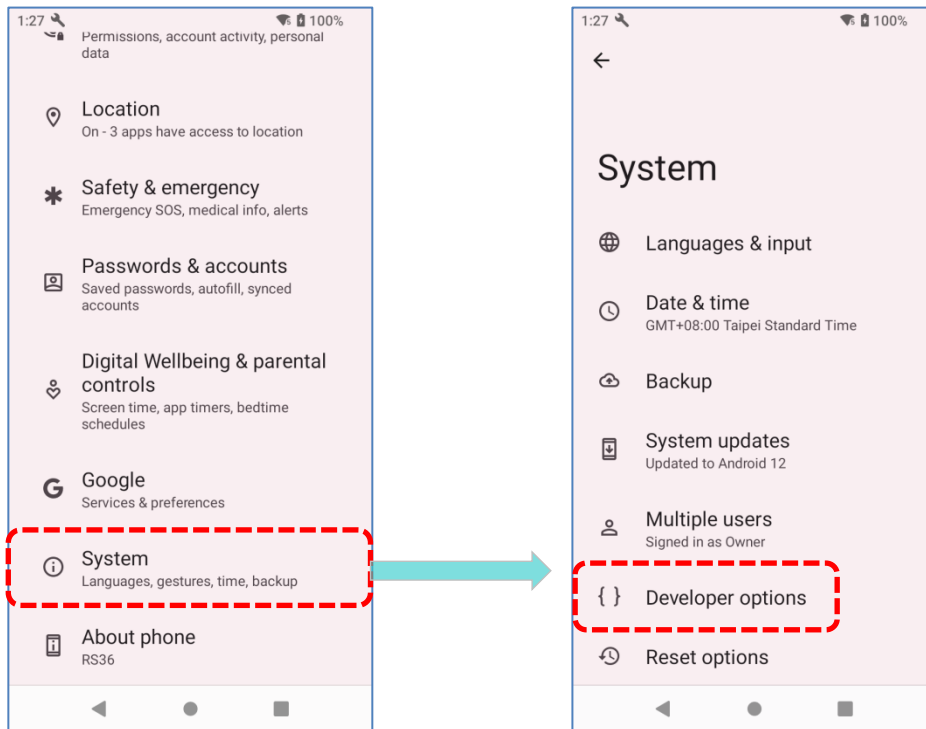 1:27
100%
Permissions, account activity, personal
data
Location
On - 3 apps have access to location
Safety & emergency
Emergency SOS, medical info, alerts
Passwords & accounts
Saved passwords, autofill, synced
accounts
Digital Wellbeing & parental
controls
Screen time, app timers, bedtime
schedules
Google
Services & preferences
System
Languages, gestures, time, backup
About phone
RS36
1:27
100%
System
Languages & input
Date & time
GMT+08:00 Taipei Standard Time
Backup
System updates
Updated to Android 12
Multiple users
Signed in as Owner
{ } Developer options
Reset options